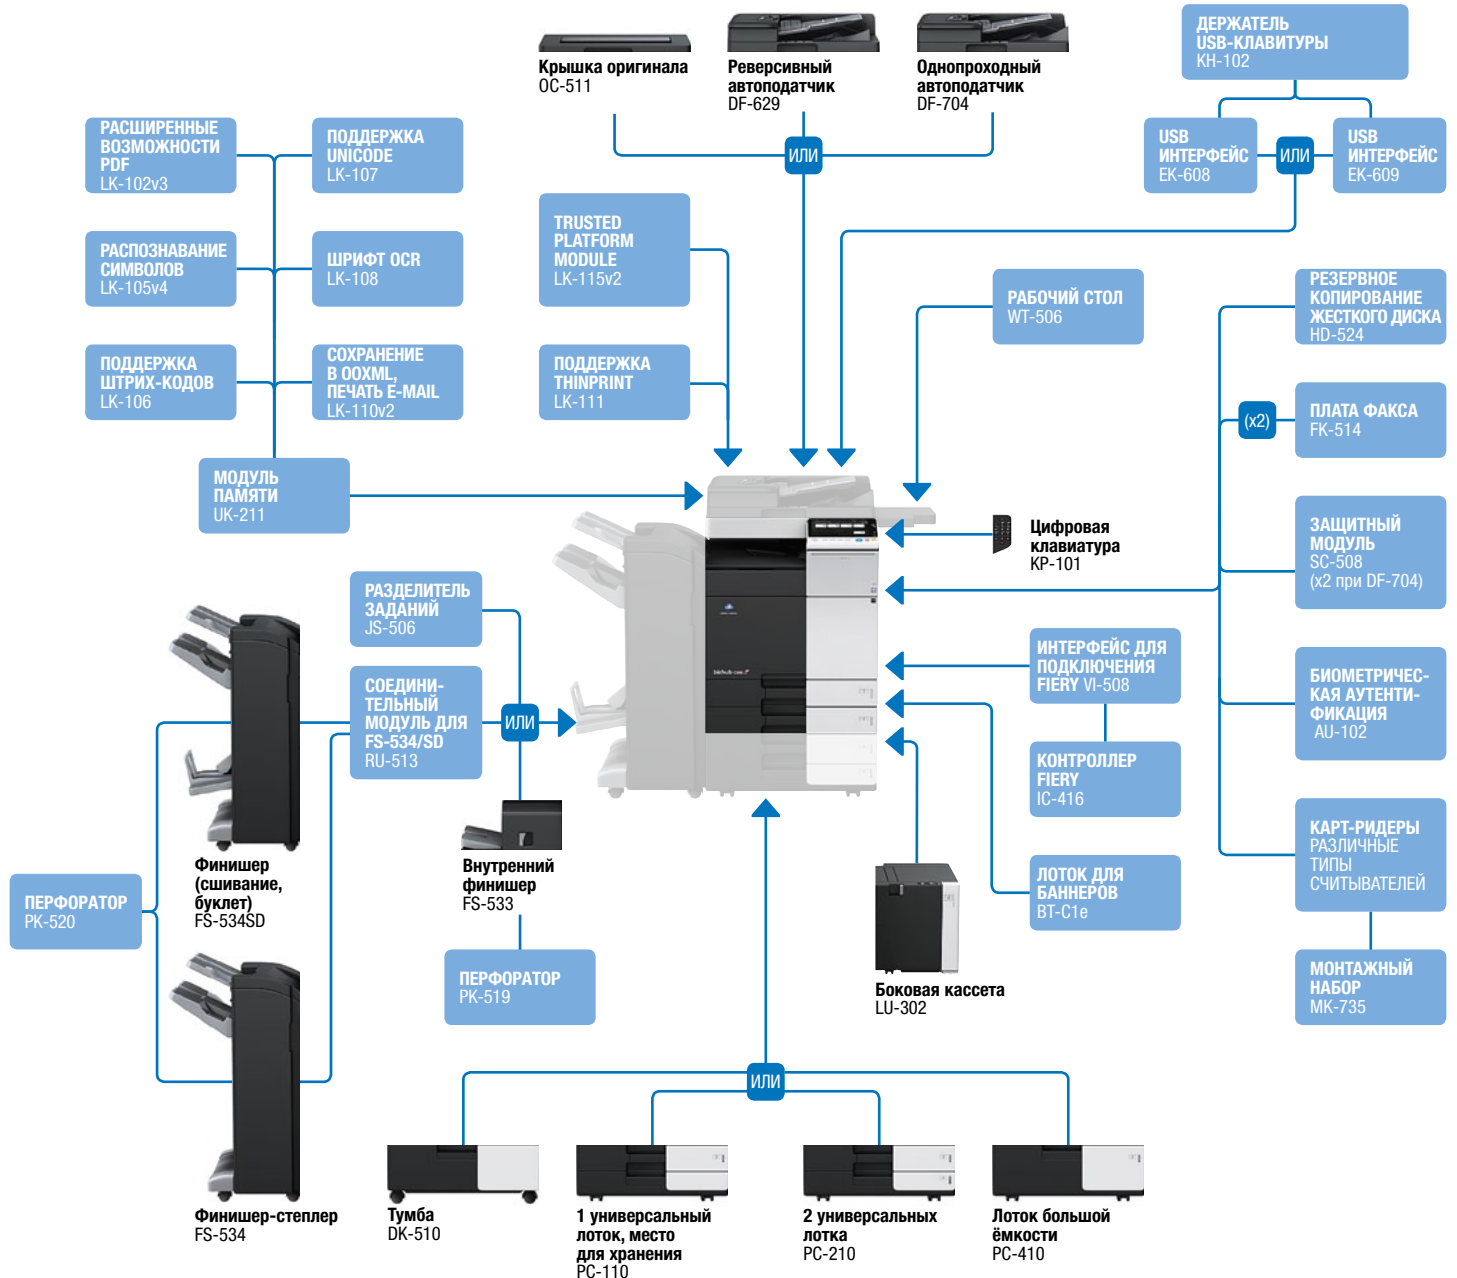 Крышка оригинала
OC-511
Реверсивный
автоподатчик
DF-629
Однопроходный
автоподатчик
DF-704
ДЕРЖАТЕЛЬ
USB-КЛАВИТУРЫ
KH-102
ИЛИ
USB
ИНТЕРФЕЙС
EK-608
ИЛИ
USB
ИНТЕРФЕЙС
EK-609
РАСШИРЕННЫЕ
ВОЗМОЖНОСТИ
PDF
LK-102v3
ПОДДЕРЖКА
UNICODE
LK-107
РАСПОЗНАВАНИЕ
СИМВОЛОВ
LK-105v4
ШРИФТ OCR
LK-108
ПОДДЕРЖКА
ШТРИХ-КОДОВ
LK-106
СОХРАНЕНИЕ
В OOXML,
ПЕЧАТЬ E-MAIL
LK-110v2
МОДУЛЬ
ПАМЯТИ
UK-211
TRUSTED
PLATFORM
MODULE
LK-115v2
ПОДДЕРЖКА
THINPRINT
LK-111
РАБОЧИЙ СТОЛ
WT-506
РЕЗЕРВНОЕ
КОПИРОВАНИЕ
ЖЕСТКОГО ДИСКА
HD-524
(x2)
ПЛАТА ФАКСА
FK-514
Цифровая
клавиатура
KP-101
ЗАЩИТНЫЙ
МОДУЛЬ
SC-508
(x2 при DF-704)
РАЗДЕЛИТЕЛЬ
ЗАДАНИЙ
JS-506
СОЕДИНИ-
ТЕЛЬНЫЙ
МОДУЛЬ ДЛЯ
FS-534/SD
RU-513
ИЛИ
ИНТЕРФЕЙС ДЛЯ
ПОДКЛЮЧЕНИЯ
FIERY VI-508
КОНТРОЛЛЕР
FIERY
IC-416
БИОМЕТРИЧЕС-
КАЯ АУТЕНТИ-
ФИКАЦИЯ
AU-102
КАРТ-РИДЕРЫ
РАЗЛИЧНЫЕ
ТИПЫ
СЧИТЫВАТЕЛЕЙ
МОНТАЖНЫЙ
НАБОР
MK-735
ЛОТОК ДЛЯ
БАННЕРОВ
BT-C1e
Боковая кассета
LU-302
ПЕРФОРАТОР
PK-520
Финишер
(сшивание,
буклет)
FS-534SD
Внутренний
финишер
FS-533
ПЕРФОРАТОР
PK-519
Финишер-степлер
FS-534
ИЛИ
Тумба
DK-510
1 универсальный
лоток, место
для хранения
PC-110
2 универсальных
лотка
PC-210
Лоток большой
ёмкости
PC-410